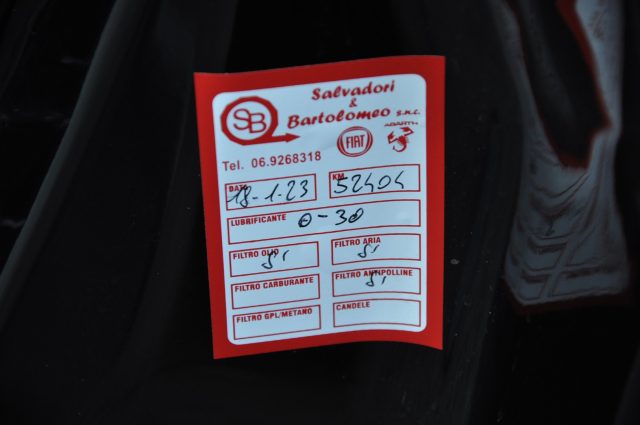 SB
Salvadori
&
Bartolomeo s.n.c.
FIAT ABARTH
Tel. 06.9268318
DATA 18-1-23 KM 52404
LUBRIFICANTE 0-30
FILTRO OLIO Si FILTRO ARIA Si
FILTRO CARBURANTE FILTRO ANTIPOLLINE Si
FILTRO GPL/METANO CANDELE